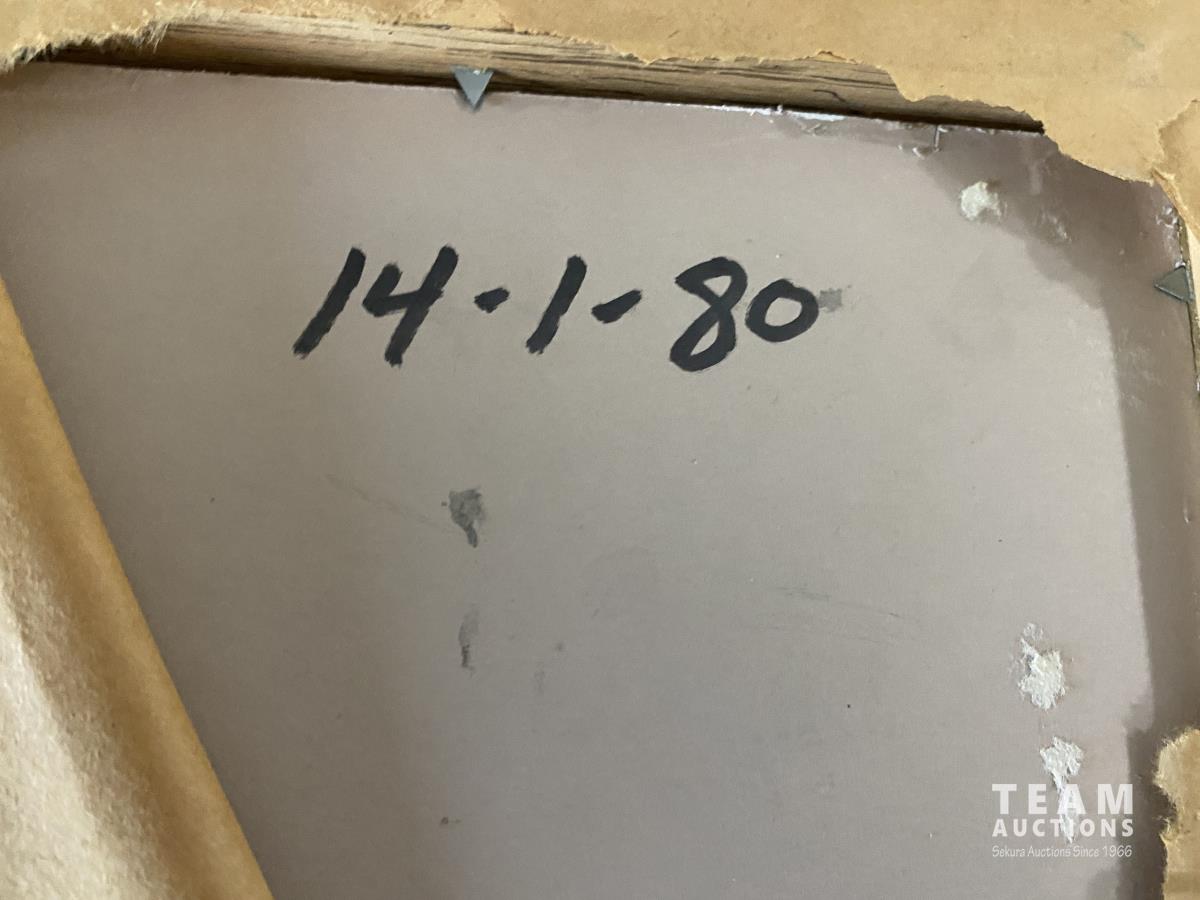 14-1-80
TEAM
AUCTIONS
Sekura Auctions Since 1966